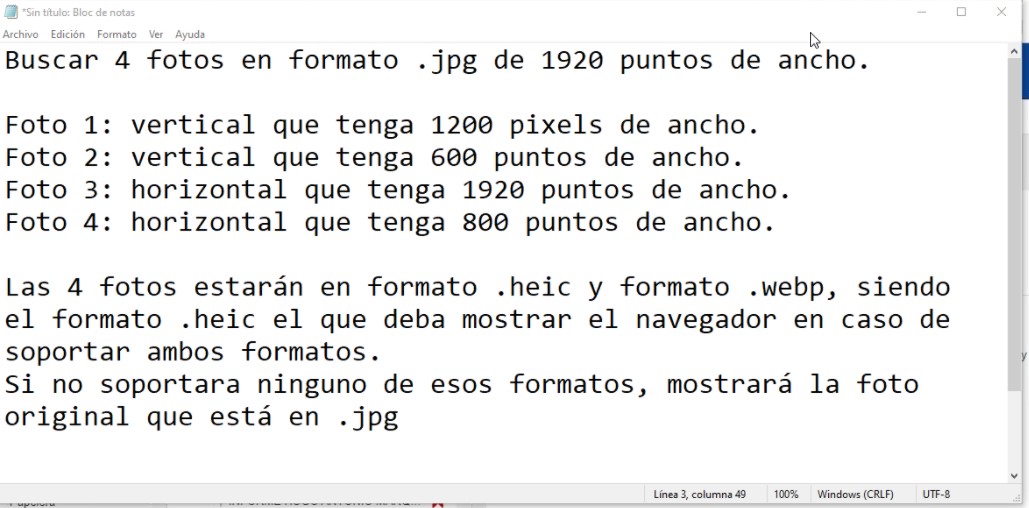 *Sin título: Bloc de notas
Archivo Edición Formato Ver Ayuda
Buscar 4 fotos en formato .jpg de 1920 puntos de ancho.
Foto 1: vertical que tenga 1200 pixels de ancho.
Foto 2: vertical que tenga 600 puntos de ancho.
Foto 3: horizontal que tenga 1920 puntos de ancho.
Foto 4: horizontal que tenga 800 puntos de ancho.
Las 4 fotos estarán en formato .heic y formato .webp, siendo
el formato .heic el que deba mostrar el navegador en caso de
soportar ambos formatos.
Si no soportara ninguno de esos formatos, mostrará la foto
original que está en .jpg
Línea 3, columna 49 100% Windows (CRLF) UTF-8